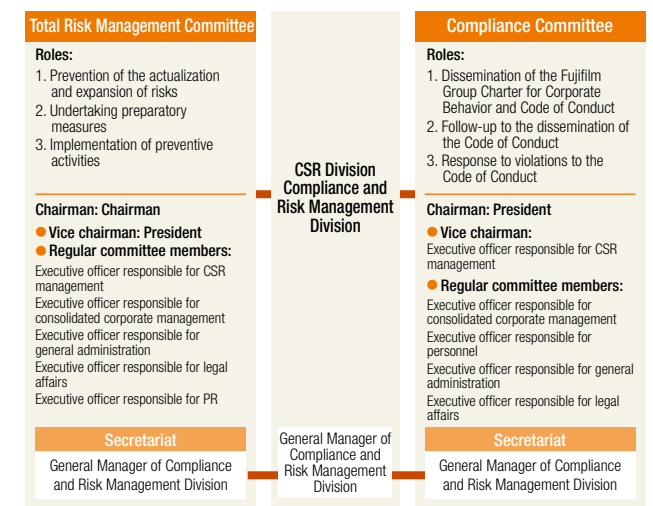 Total Risk Management Committee
Roles:
1. Prevention of the actualization
and expansion of risks
2. Undertaking preparatory
measures
3. Implementation of preventive
activities
Chairman: Chairman
● Vice chairman: President
● Regular committee members:
Executive officer responsible for CSR
management
Executive officer responsible for
consolidated corporate management
Executive officer responsible for
general administration
Executive officer responsible for legal
affairs
Executive officer responsible for PR
Secretariat
General Manager of Compliance
and Risk Management Division
CSR Division
Compliance and
Risk Management
Division
General Manager of
Compliance and
Risk Management
Division
Compliance Committee
Roles:
1. Dissemination of the Fujifilm
Group Charter for Corporate
Behavior and Code of Conduct
2. Follow-up to the dissemination of
the Code of Conduct
3. Response to violations to the
Code of Conduct
Chairman: President
● Vice chairman:
Executive officer responsible for CSR
management
● Regular committee members:
Executive officer responsible for
consolidated corporate management
Executive officer responsible for
personnel
Executive officer responsible for general
administration
Executive officer responsible for legal
affairs
Secretariat
General Manager of Compliance
and Risk Management Division